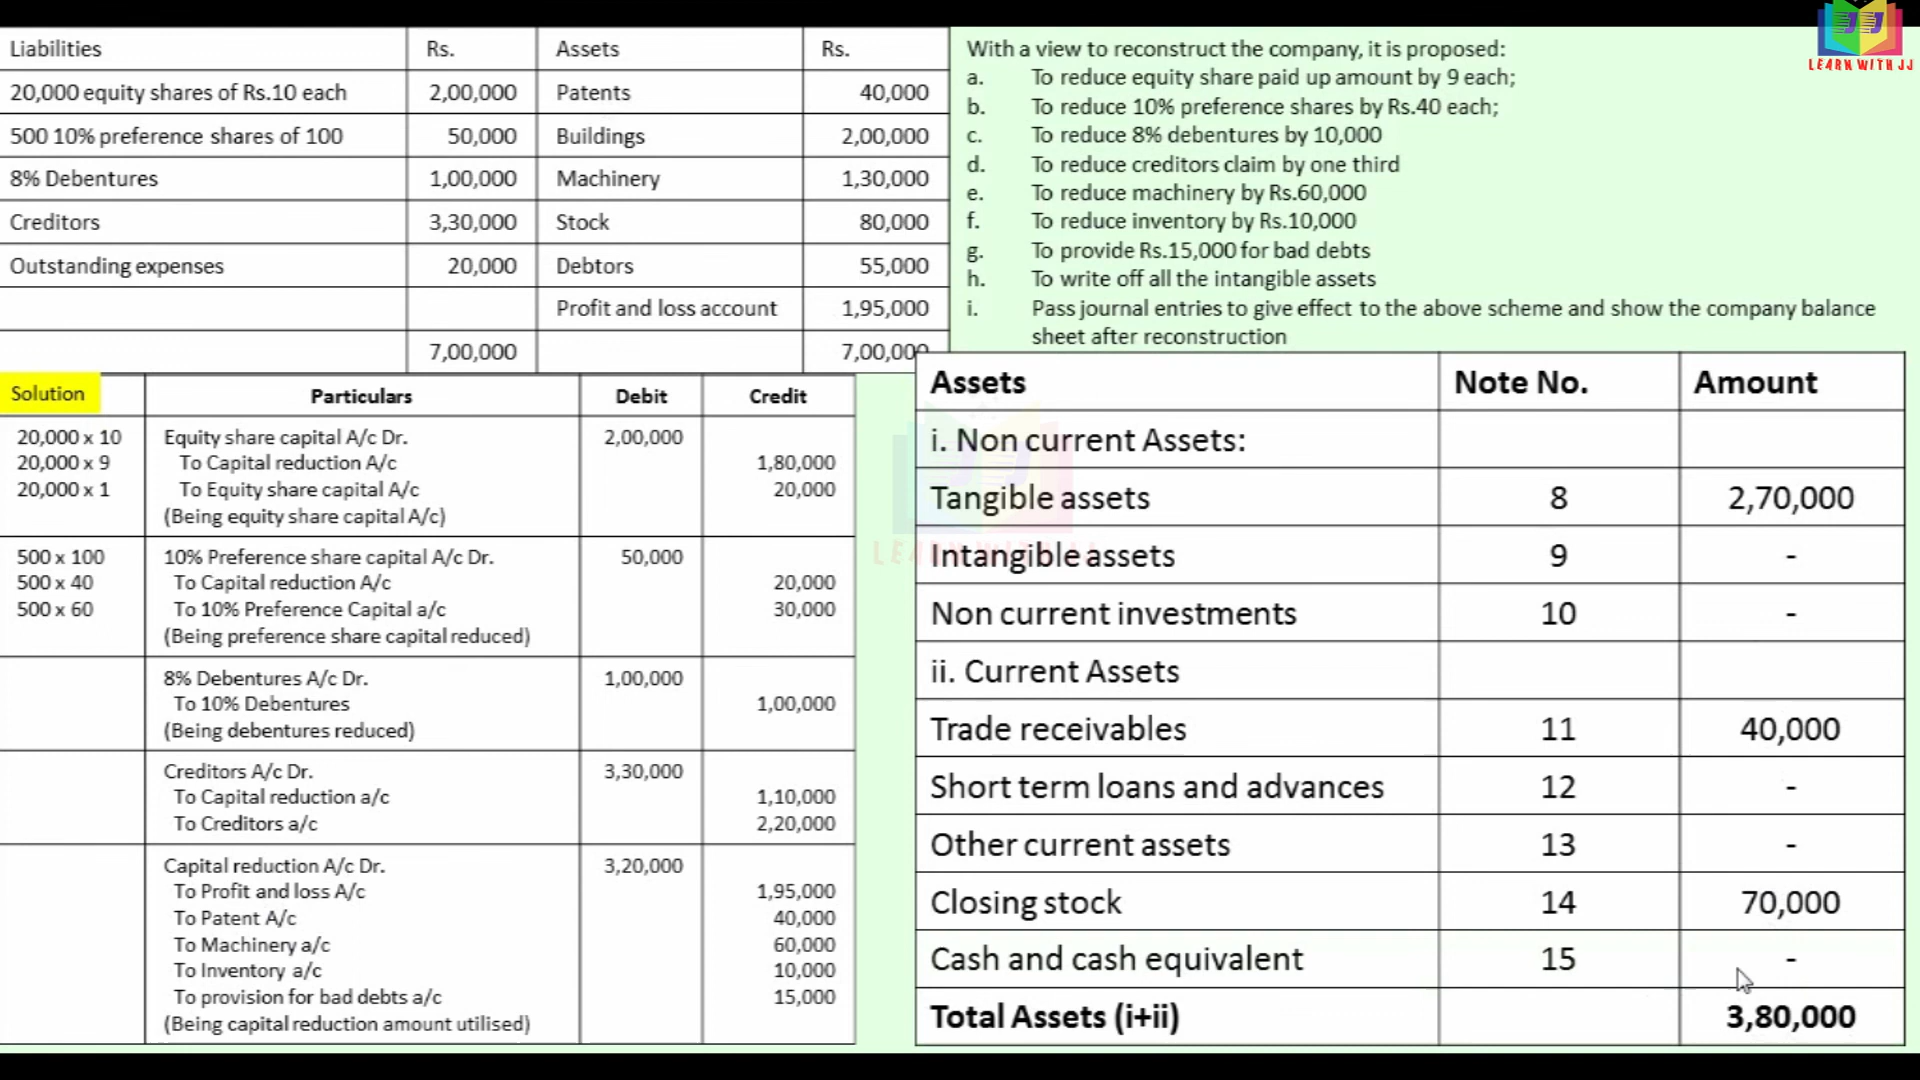 LEARN WITH JJ
Liabilities Rs. Assets Rs.
20,000 equity shares of Rs.10 each 2,00,000 Patents 40,000
500 10% preference shares of 100 50,000 Buildings 2,00,000
8% Debentures 1,00,000 Machinery 1,30,000
Creditors 3,30,000 Stock 80,000
Outstanding expenses 20,000 Debtors 55,000
Profit and loss account 1,95,000
7,00,000 7,00,000
With a view to reconstruct the company, it is proposed:
a. To reduce equity share paid up amount by 9 each;
b. To reduce 10% preference shares by Rs.40 each;
c. To reduce 8% debentures by 10,000
d. To reduce creditors claim by one third
e. To reduce machinery by Rs.60,000
f. To reduce inventory by Rs.10,000
g. To provide Rs.15,000 for bad debts
h. To write off all the intangible assets
i. Pass journal entries to give effect to the above scheme and show the company balance
sheet after reconstruction
Solution Particulars Debit Credit
20,000 x 10 Equity share capital A/c Dr. 2,00,000
20,000 x 9 To Capital reduction A/c 1,80,000
20,000 x 1 To Equity share capital A/c 20,000
(Being equity share capital A/c)
500 x 100 10% Preference share capital A/c Dr. 50,000
500 x 40 To Capital reduction A/c 20,000
500 x 60 To 10% Preference Capital a/c 30,000
(Being preference share capital reduced)
8% Debentures A/c Dr. 1,00,000
To 10% Debentures 1,00,000
(Being debentures reduced)
Creditors A/c Dr. 3,30,000
To Capital reduction a/c 1,10,000
To Creditors a/c 2,20,000
Capital reduction A/c Dr. 3,20,000
To Profit and loss A/c 1,95,000
To Patent A/c 40,000
To Machinery a/c 60,000
To Inventory a/c 10,000
To provision for bad debts a/c 15,000
(Being capital reduction amount utilised)
Assets Note No. Amount
i. Non current Assets:
Tangible assets 8 2,70,000
Intangible assets 9 -
Non current investments 10 -
ii. Current Assets
Trade receivables 11 40,000
Short term loans and advances 12 -
Other current assets 13 -
Closing stock 14 70,000
Cash and cash equivalent 15 -
Total Assets (i+ii) 3,80,000
LEARN WITH JJ